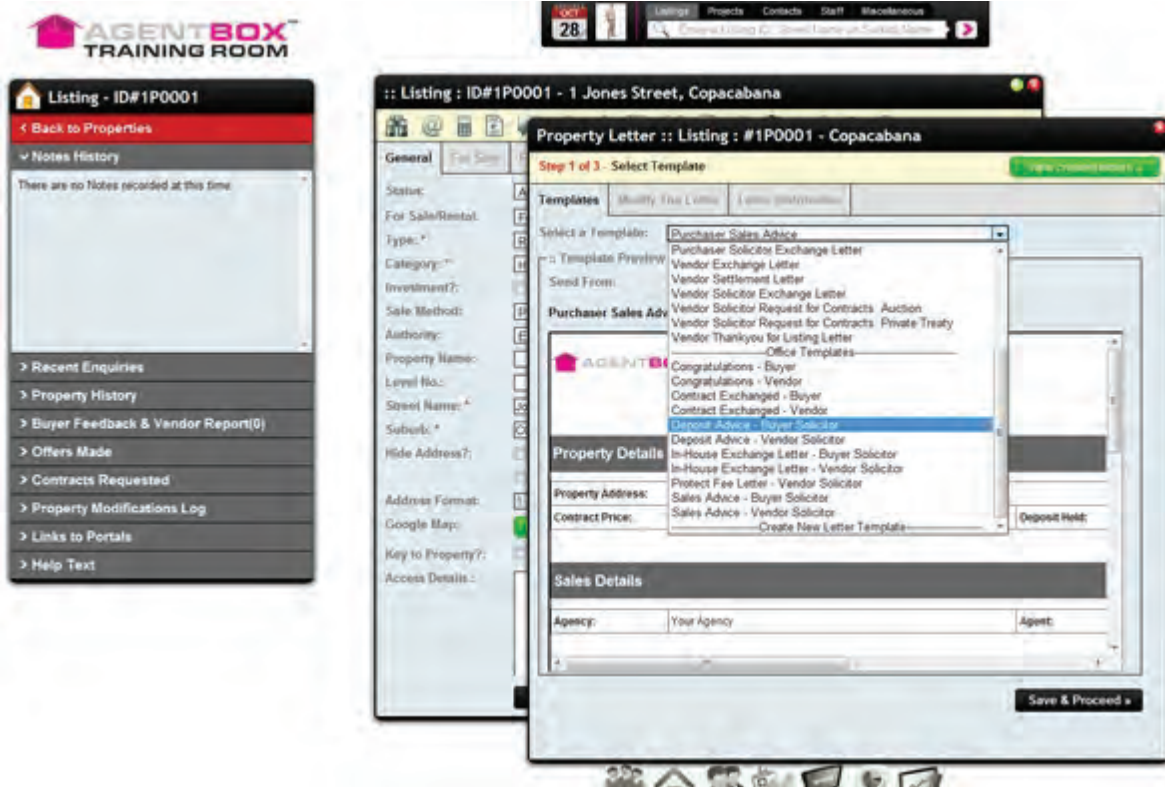 AGENTBOX™
TRAINING ROOM
OCT
28
Listings Projects Contacts Staff Miscellaneous
Listing - ID#1P0001
< Back to Properties
Notes History
There are no Notes recorded at this time.
> Recent Enquiries
> Property History
> Buyer Feedback & Vendor Report(0)
> Offers Made
> Contracts Requested
> Property Modifications Log
> Links to Portals
> Help Text
:: Listing : ID#1P0001 - 1 Jones Street, Copacabana
General For Sale
Status:
For Sale/Rental:
Type: *
Category: *
Investment?:
Sale Method:
Authority:
Property Name:
Level No.:
Street Name: *
Suburb: *
Hide Address?:
Address Format:
Google Map:
Key to Property?:
Access Details.:
Property Letter :: Listing : #1P0001 - Copacabana
Step 1 of 3 - Select Template
Templates Modify The Letter
Select a Template: Purchaser Sales Advice
Purchaser Solicitor Exchange Letter
Vendor Exchange Letter
Vendor Settlement Letter
Vendor Solicitor Exchange Letter
Vendor Solicitor Request for Contracts Auction
Vendor Solicitor Request for Contracts Private Treaty
Vendor Thankyou for Listing Letter
Office Templates
Congratulations - Buyer
Congratulations - Vendor
Contract Exchanged - Buyer
Contract Exchanged - Vendor
Deposit Advice - Buyer Solicitor
Deposit Advice - Vendor Solicitor
In-House Exchange Letter - Buyer Solicitor
In-House Exchange Letter - Vendor Solicitor
Protect Fee Letter - Vendor Solicitor
Sales Advice - Buyer Solicitor
Sales Advice - Vendor Solicitor
Create New Letter Template
:: Template Preview
Send From:
Purchaser Sales Adv
AGENTB
Property Details
Property Address:
Contract Price: Deposit Held:
Sales Details
Agency: Your Agency Agent:
Save & Proceed »